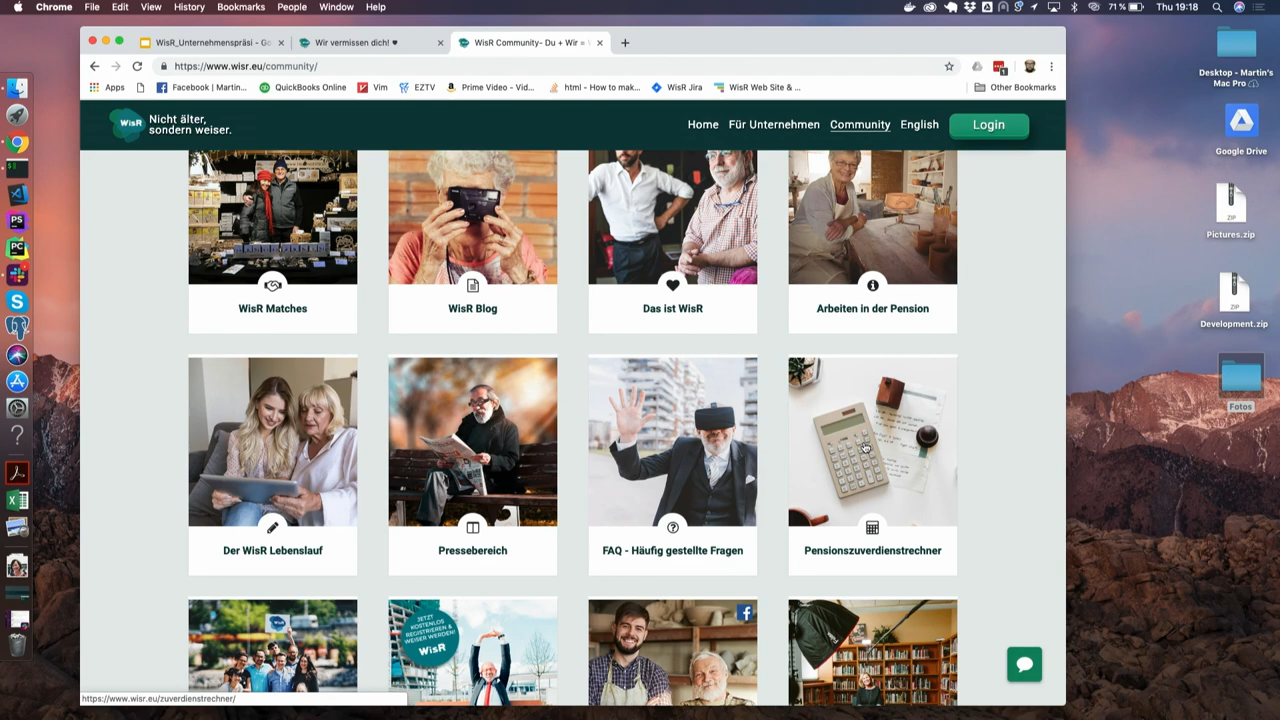 Chrome File Edit View History Bookmarks People Window Help
71 % Thu 19:18
WisR_Unternehmenspräsi - Go
Wir vermissen dich! ♥
WisR Community- Du + Wir =
https://www.wisr.eu/community/
Apps
Facebook | Martin...
QuickBooks Online
Vim
EZTV
Prime Video - Vid...
html - How to mak...
WisR Jira
WisR Web Site & ...
Other Bookmarks
WisR
Nicht älter,
sondern weiser.
Home Für Unternehmen Community English Login
WisR Matches
WisR Blog
Das ist WisR
Arbeiten in der Pension
Der WisR Lebenslauf
Pressebereich
FAQ - Häufig gestellte Fragen
Pensionszuverdienstrechner
WisR
JETZT
KOSTENLOS
REGISTRIEREN &
WEISER WERDEN!
WisR
https://www.wisr.eu/zuverdienstrechner/
Desktop - Martin's
Mac Pro
Google Drive
ZIP
Pictures.zip
ZIP
Development.zip
Fotos
PS
PC